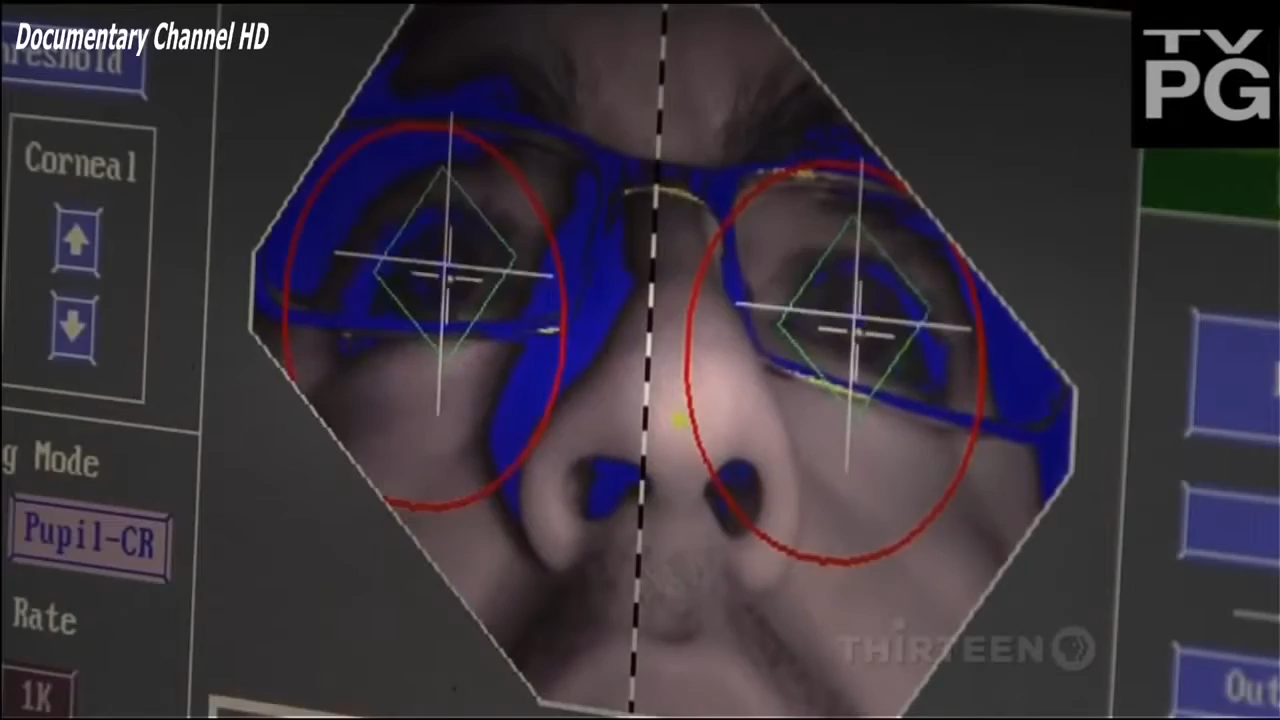 Documentary Channel HD
TV
PG
Corneal
Mode
Pupil-CR
Rate
1K
THIRTEEN